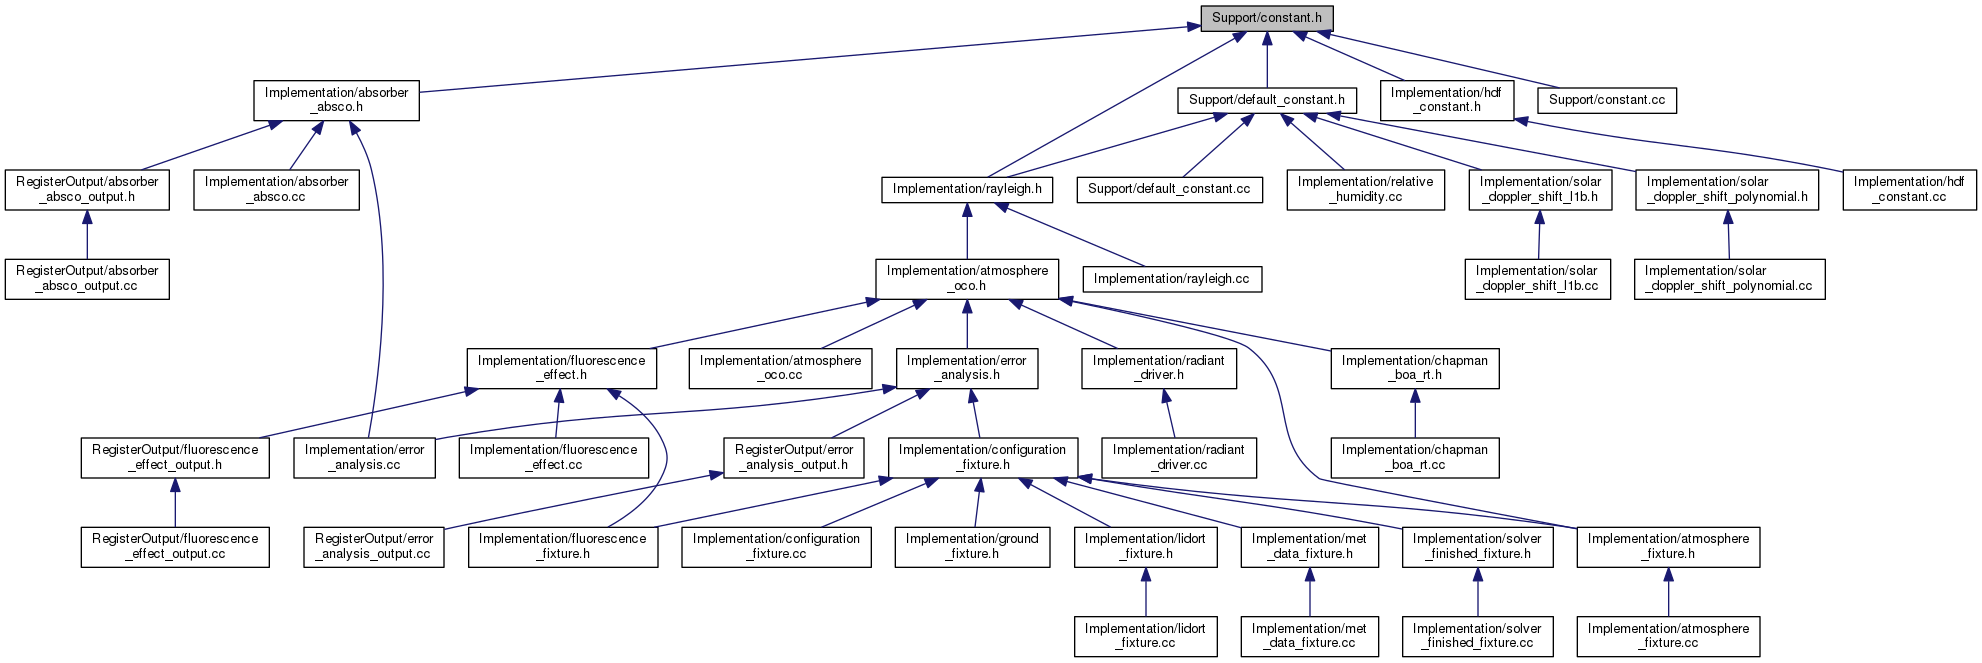 Support/constant.h
Implementation/absorber
_absco.h
Support/default_constant.h
Implementation/hdf
_constant.h
Support/constant.cc
RegisterOutput/absorber
_absco_output.h
Implementation/absorber
_absco.cc
Implementation/rayleigh.h
Support/default_constant.cc
Implementation/relative
_humidity.cc
Implementation/solar
_doppler_shift_l1b.h
Implementation/solar
_doppler_shift_polynomial.h
Implementation/hdf
_constant.cc
RegisterOutput/absorber
_absco_output.cc
Implementation/atmosphere
_oco.h
Implementation/rayleigh.cc
Implementation/solar
_doppler_shift_l1b.cc
Implementation/solar
_doppler_shift_polynomial.cc
Implementation/fluorescence
_effect.h
Implementation/atmosphere
_oco.cc
Implementation/error
_analysis.h
Implementation/radiant
_driver.h
Implementation/chapman
_boa_rt.h
RegisterOutput/fluorescence
_effect_output.h
Implementation/error
_analysis.cc
Implementation/fluorescence
_effect.cc
RegisterOutput/error
_analysis_output.h
Implementation/configuration
_fixture.h
Implementation/radiant
_driver.cc
Implementation/chapman
_boa_rt.cc
RegisterOutput/fluorescence
_effect_output.cc
RegisterOutput/error
_analysis_output.cc
Implementation/fluorescence
_fixture.h
Implementation/configuration
_fixture.cc
Implementation/ground
_fixture.h
Implementation/lidort
_fixture.h
Implementation/met
_data_fixture.h
Implementation/solver
_finished_fixture.h
Implementation/atmosphere
_fixture.h
Implementation/lidort
_fixture.cc
Implementation/met
_data_fixture.cc
Implementation/solver
_finished_fixture.cc
Implementation/atmosphere
_fixture.cc